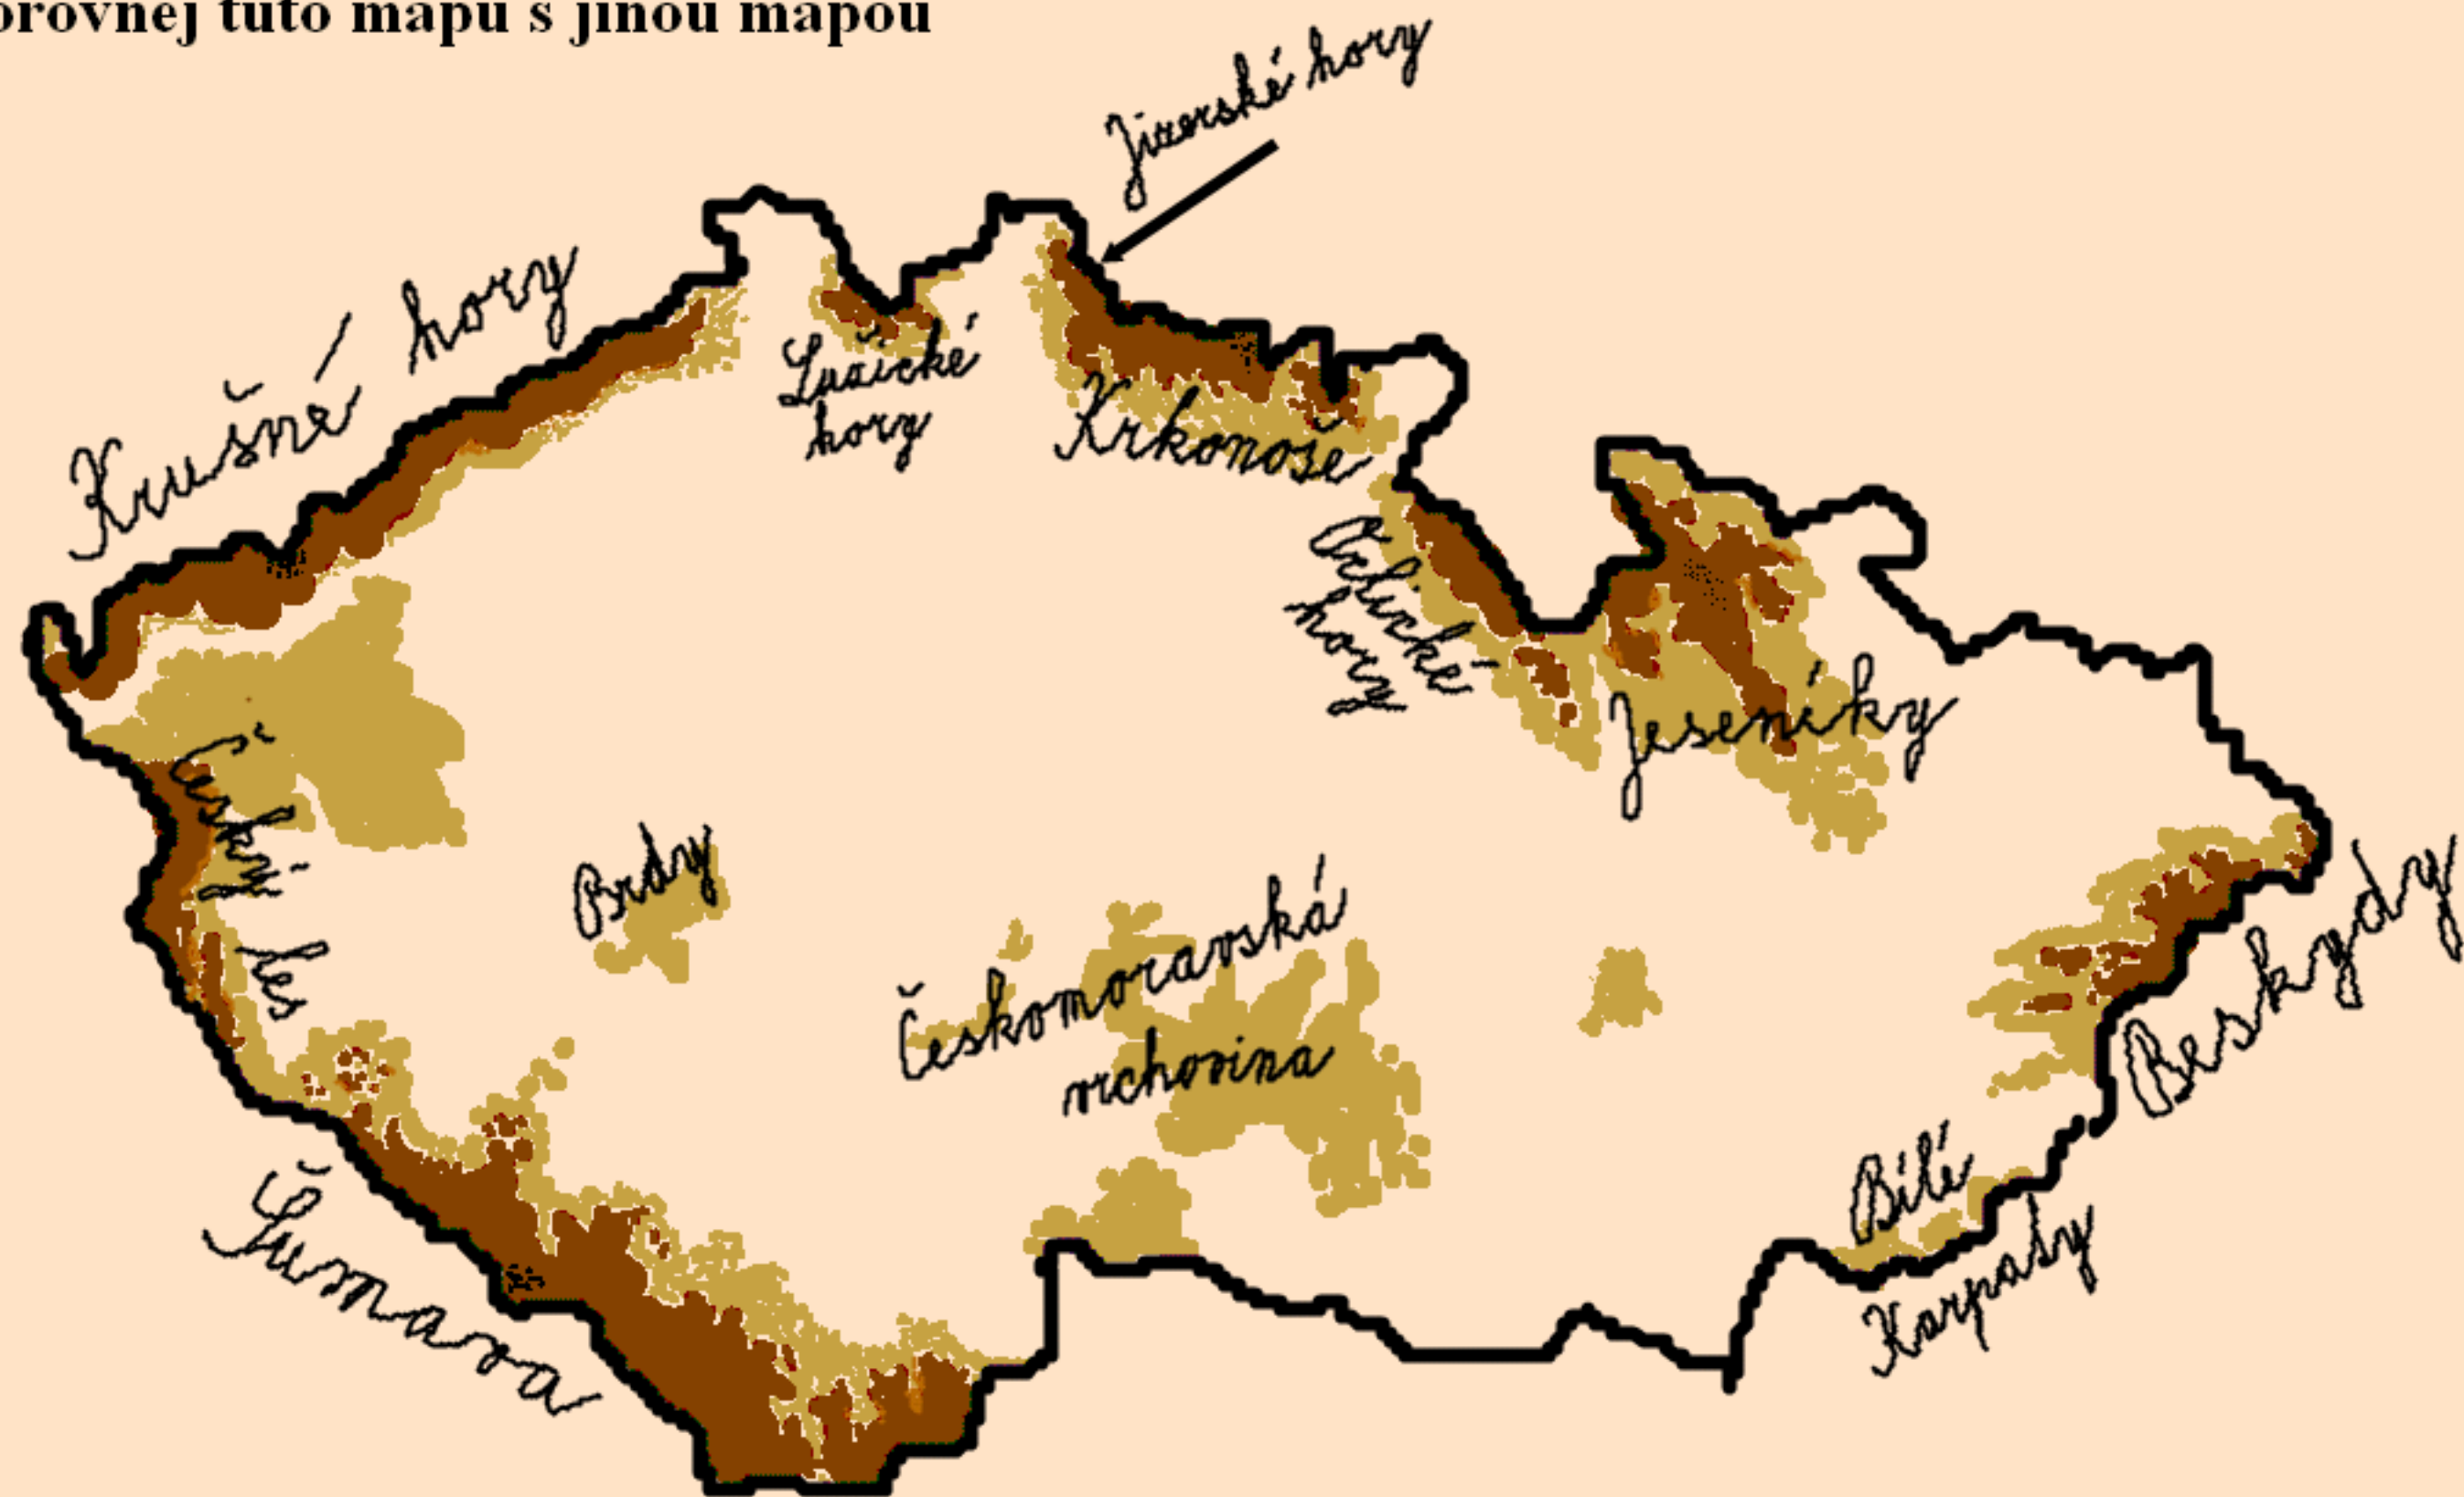 orovnej tuto mapu s jinou mapou
Jizerské hory
Krušné hory
Lužické
hory
Krkonoše
Orlické
hory
Jeseníky
Český
les
Brdy
Českomoravská
vrchovina
Beskydy
Bílé
Karpaty
Šumava